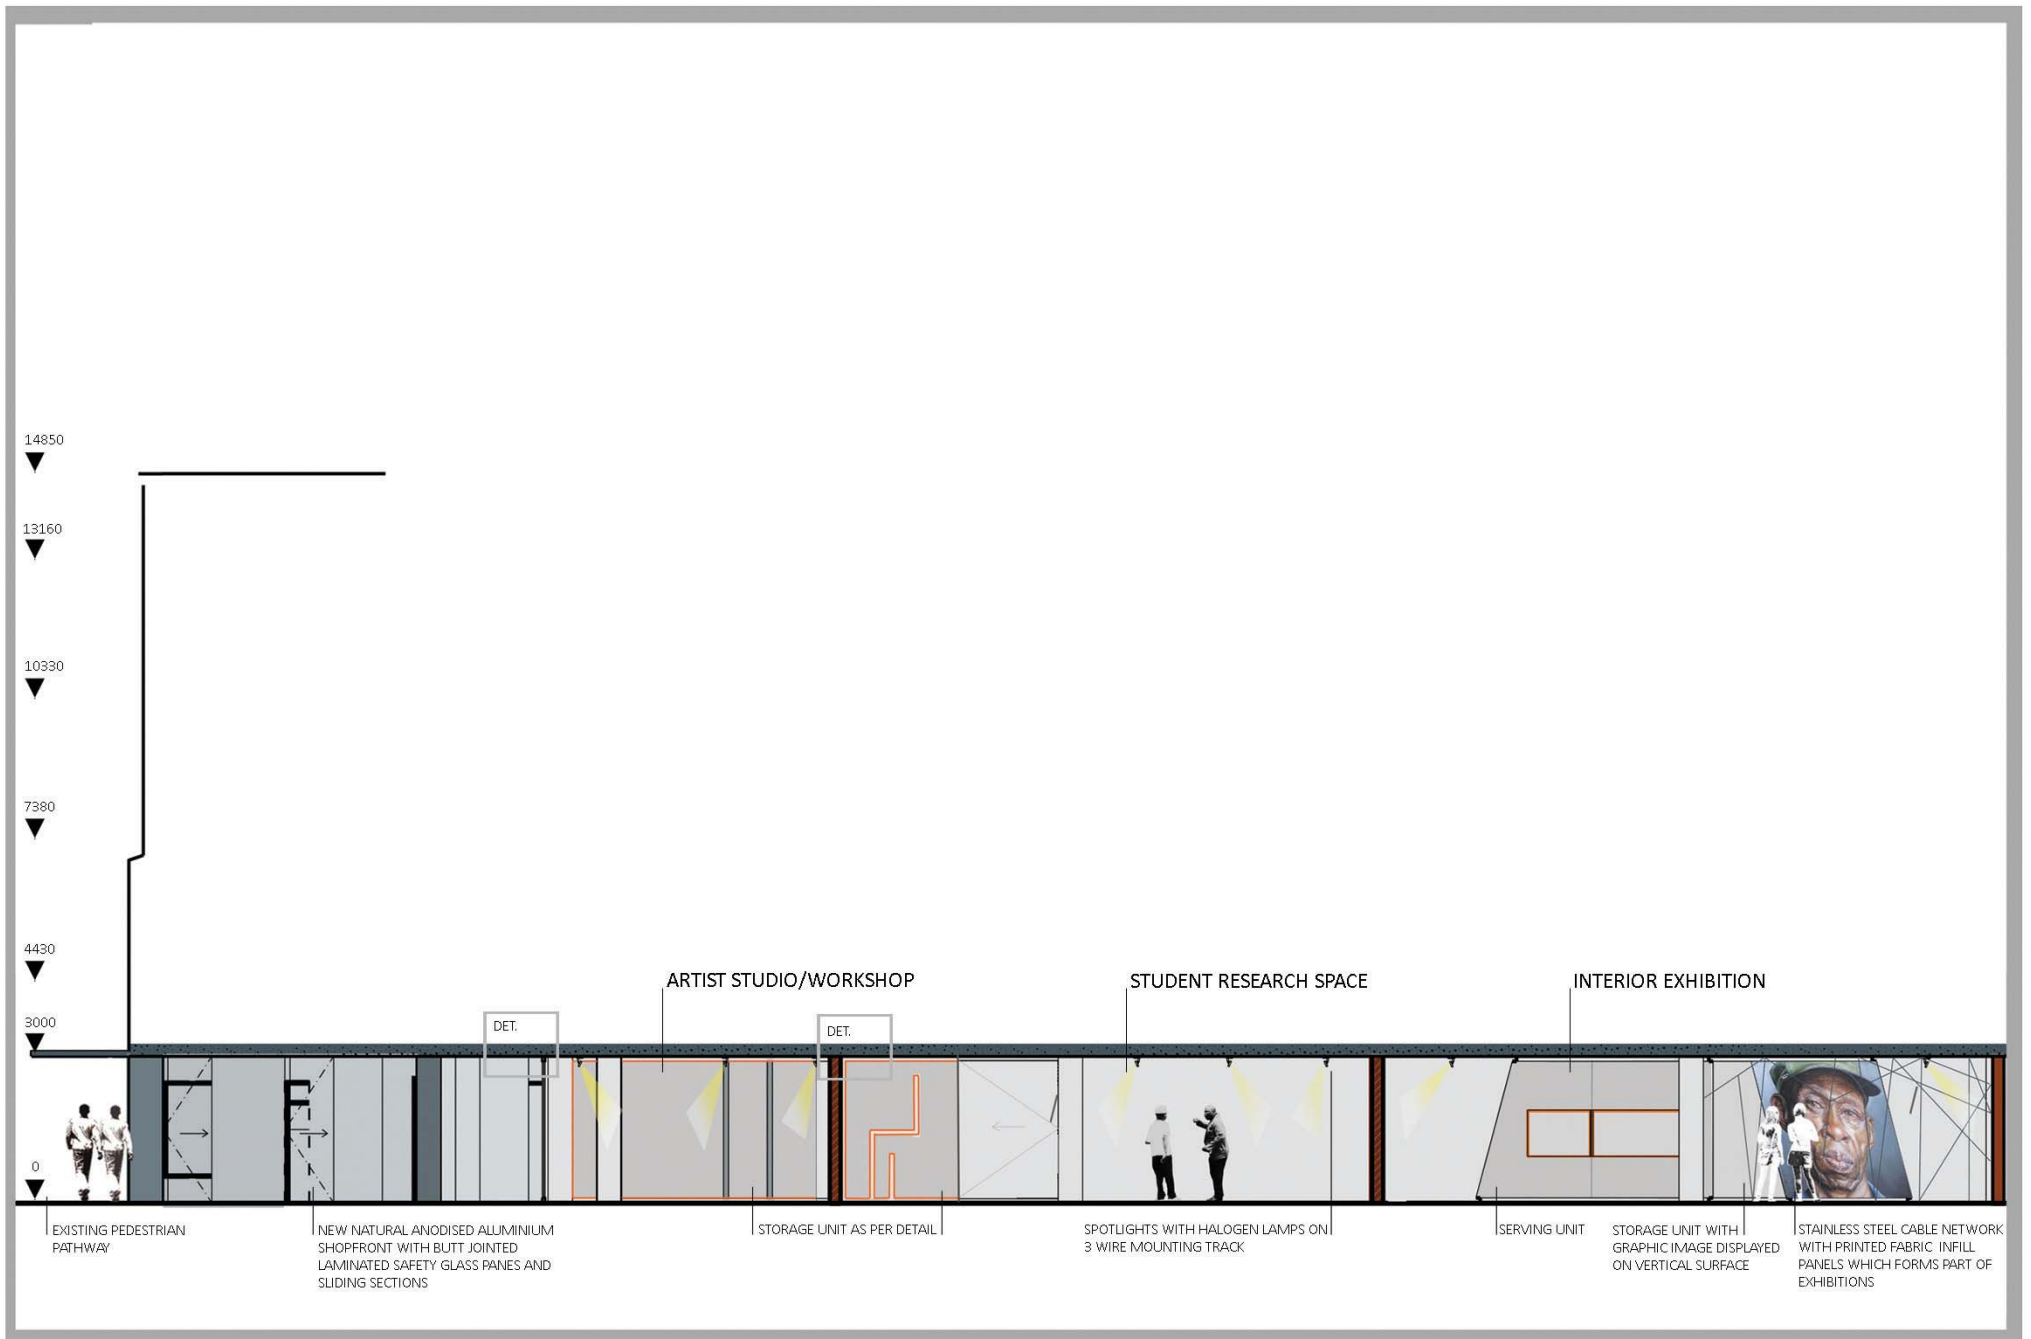 14850
13160
10330
7380
4430
3000
0
ARTIST STUDIO/WORKSHOP
STUDENT RESEARCH SPACE
INTERIOR EXHIBITION
DET.
DET.
EXISTING PEDESTRIAN
PATHWAY
NEW NATURAL ANODISED ALUMINIUM
SHOPFRONT WITH BUTT JOINTED
LAMINATED SAFETY GLASS PANES AND
SLIDING SECTIONS
STORAGE UNIT AS PER DETAIL
SPOTLIGHTS WITH HALOGEN LAMPS ON
3 WIRE MOUNTING TRACK
SERVING UNIT
STORAGE UNIT WITH
GRAPHIC IMAGE DISPLAYED
ON VERTICAL SURFACE
STAINLESS STEEL CABLE NETWORK
WITH PRINTED FABRIC INFILL
PANELS WHICH FORMS PART OF
EXHIBITIONS